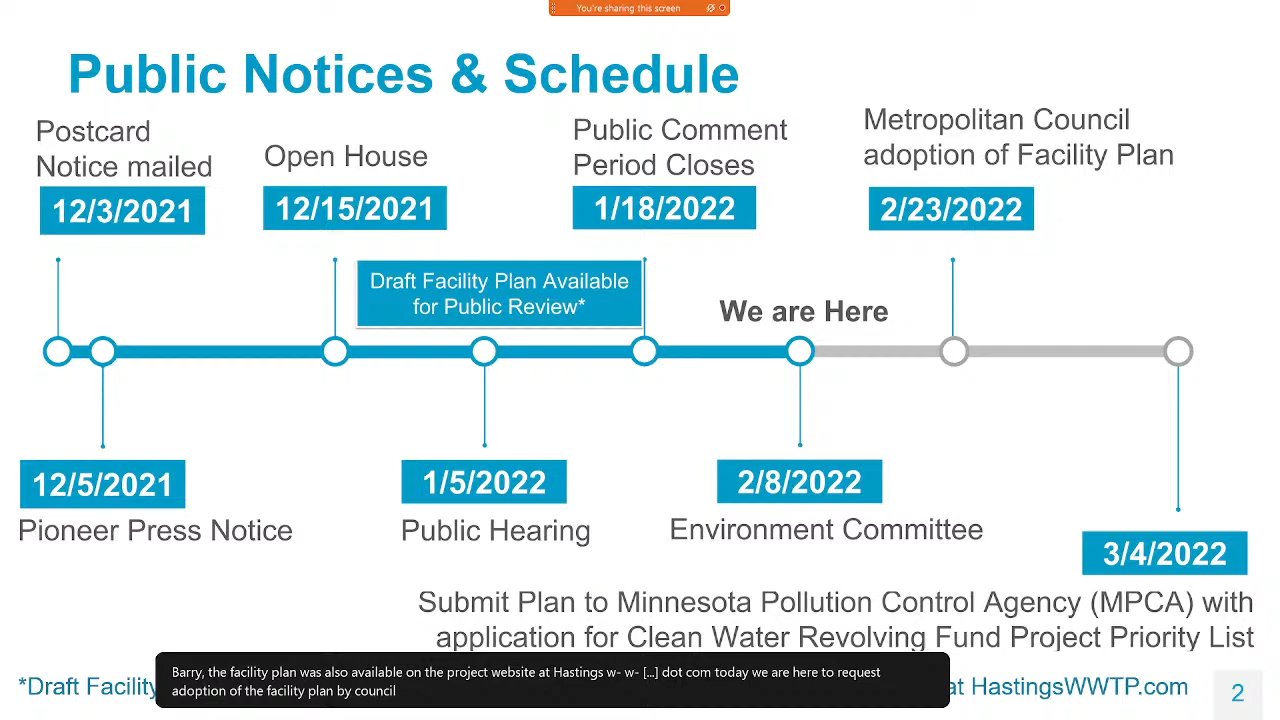 You're sharing this screen
Public Notices & Schedule
Postcard
Notice mailed
12/3/2021
Open House
12/15/2021
Public Comment
Period Closes
1/18/2022
Metropolitan Council
adoption of Facility Plan
2/23/2022
Draft Facility Plan Available
for Public Review*
We are Here
12/5/2021
Pioneer Press Notice
1/5/2022
Public Hearing
2/8/2022
Environment Committee
3/4/2022
Submit Plan to Minnesota Pollution Control Agency (MPCA) with
application for Clean Water Revolving Fund Project Priority List
Barry, the facility plan was also available on the project website at Hastings w- w- [...] dot com today we are here to request
adoption of the facility plan by council
*Draft Facility at HastingsWWTP.com
2